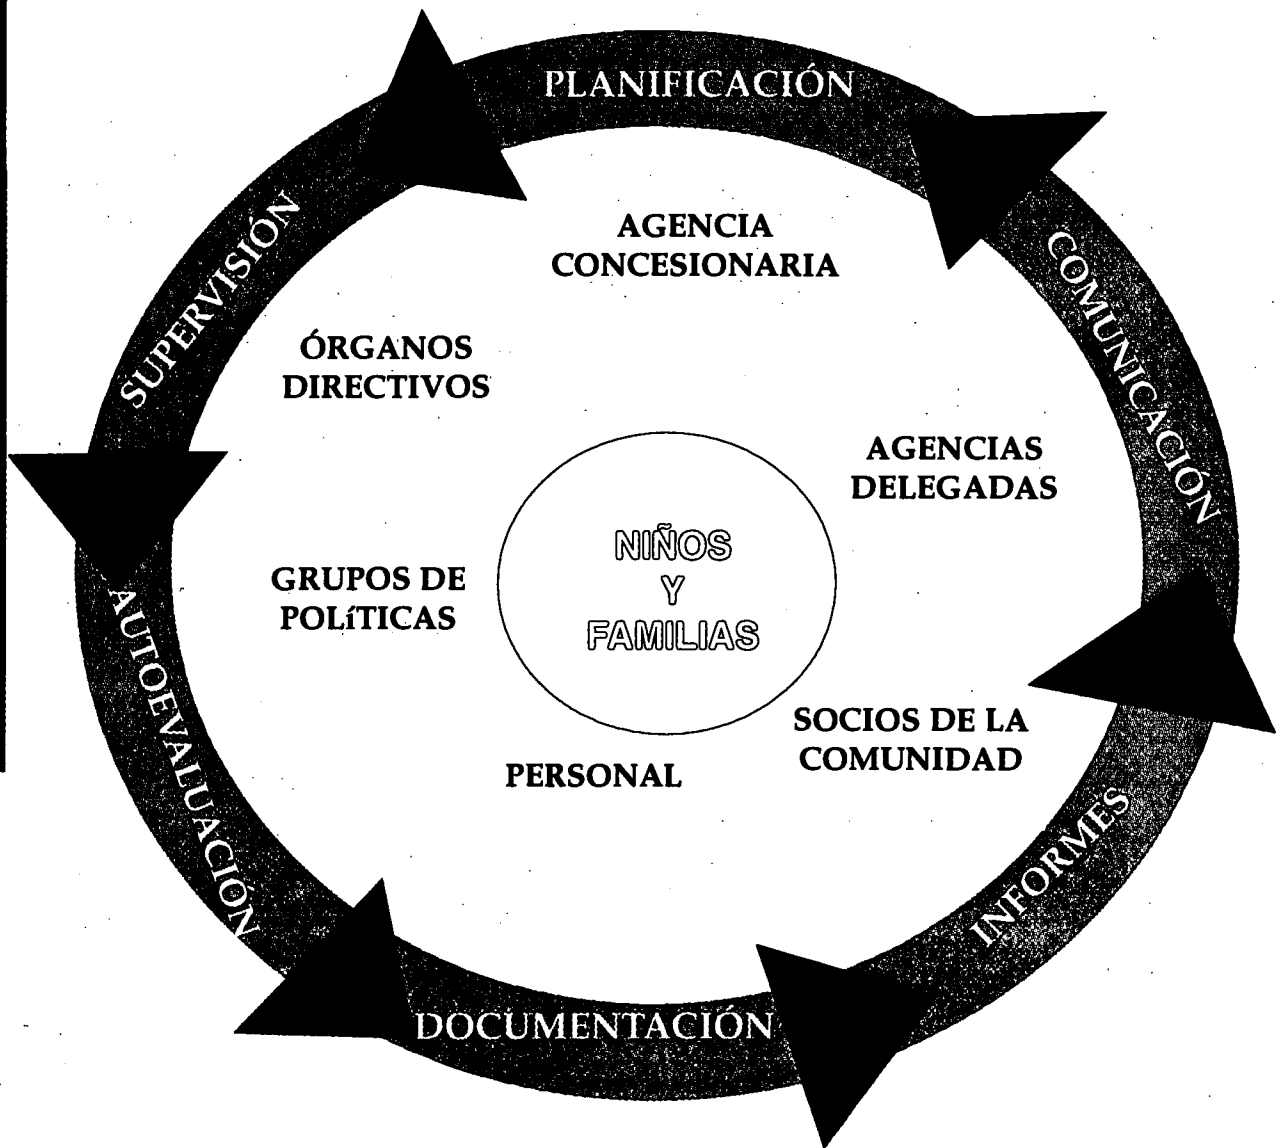 PLANIFICACIÓN
COMUNICACIÓN
INFORMES
DOCUMENTACIÓN
AUTOEVALUACIÓN
SUPERVISIÓN
AGENCIA
CONCESIONARIA
ÓRGANOS
DIRECTIVOS
AGENCIAS
DELEGADAS
NIÑOS
Y
FAMILIAS
GRUPOS DE
POLíTICAS
SOCIOS DE LA
COMUNIDAD
PERSONAL